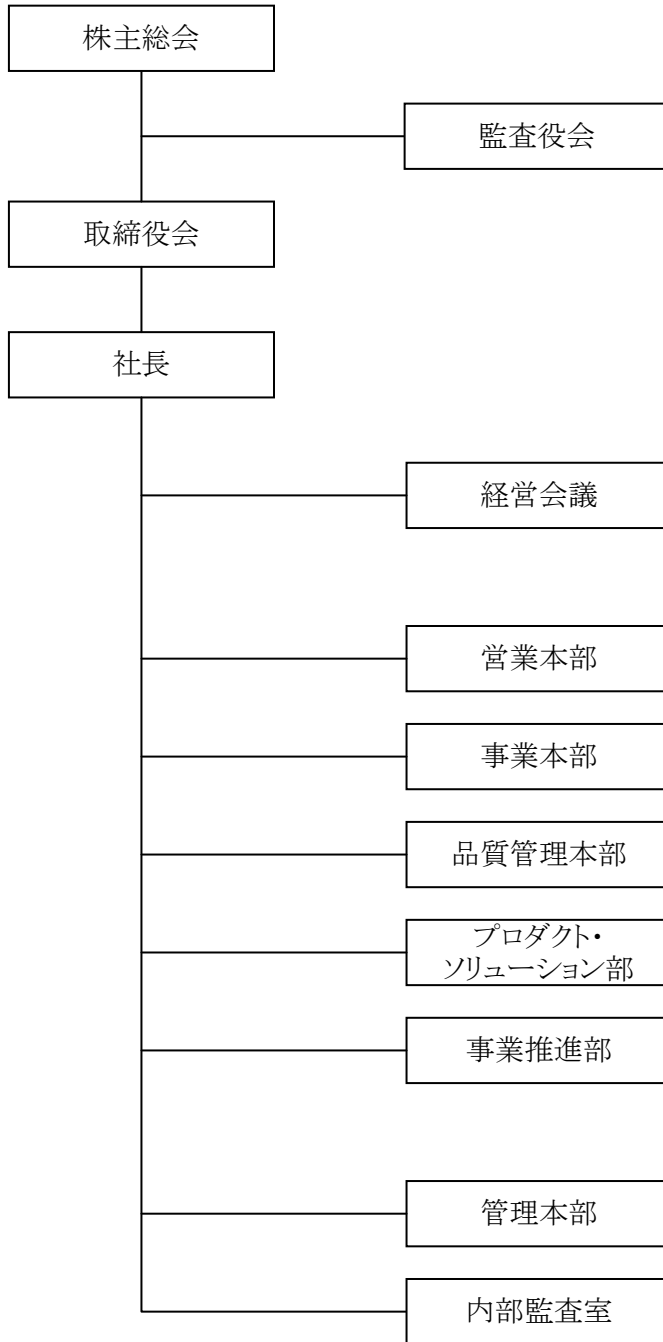 株主総会
監査役会
取締役会
社長
経営会議
営業本部
事業本部
品質管理本部
プロダクト・
ソリューション部
事業推進部
管理本部
内部監査室